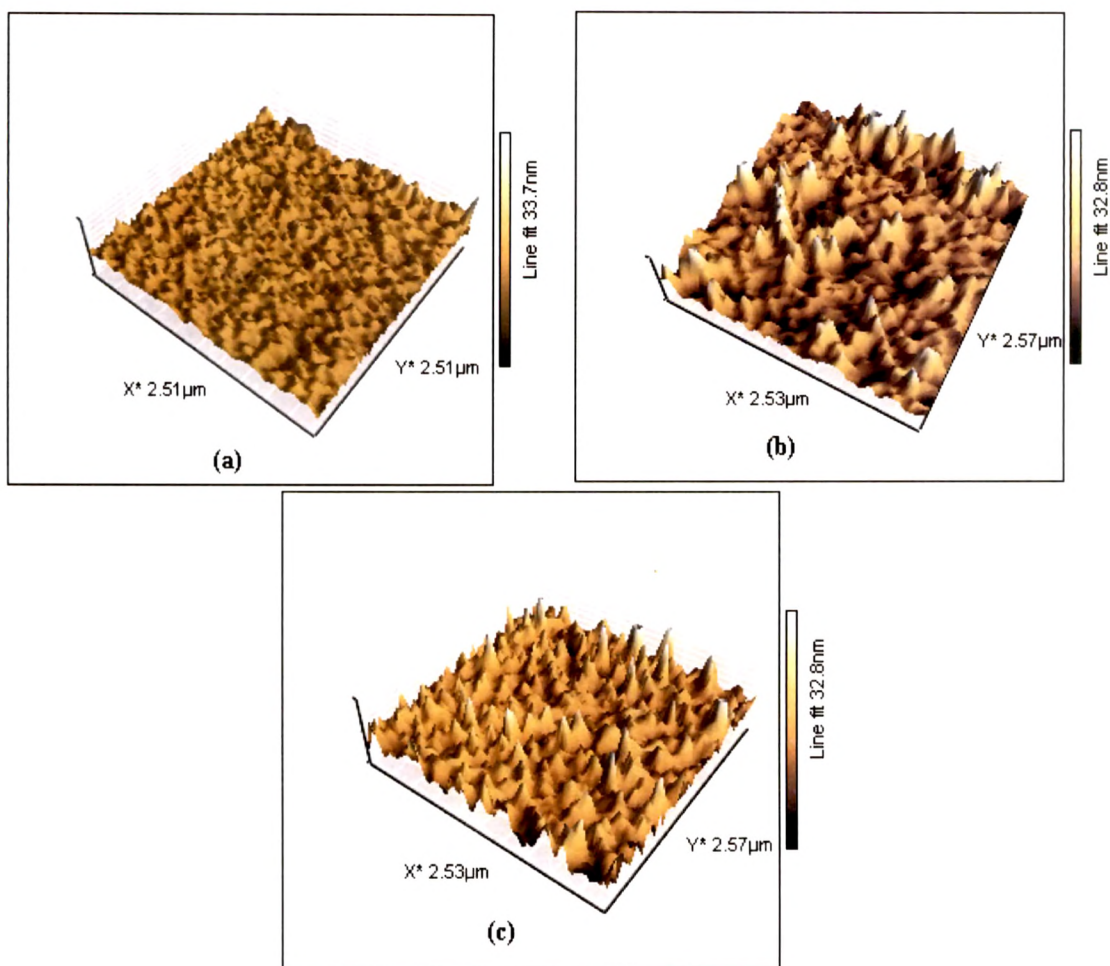 Line fit 33.7nm
Y* 2.51µm
X* 2.51µm
(a)
Line fit 32.8nm
Y* 2.57µm
X* 2.53µm
(b)
Line fit 32.8nm
Y* 2.57µm
X* 2.53µm
(c)